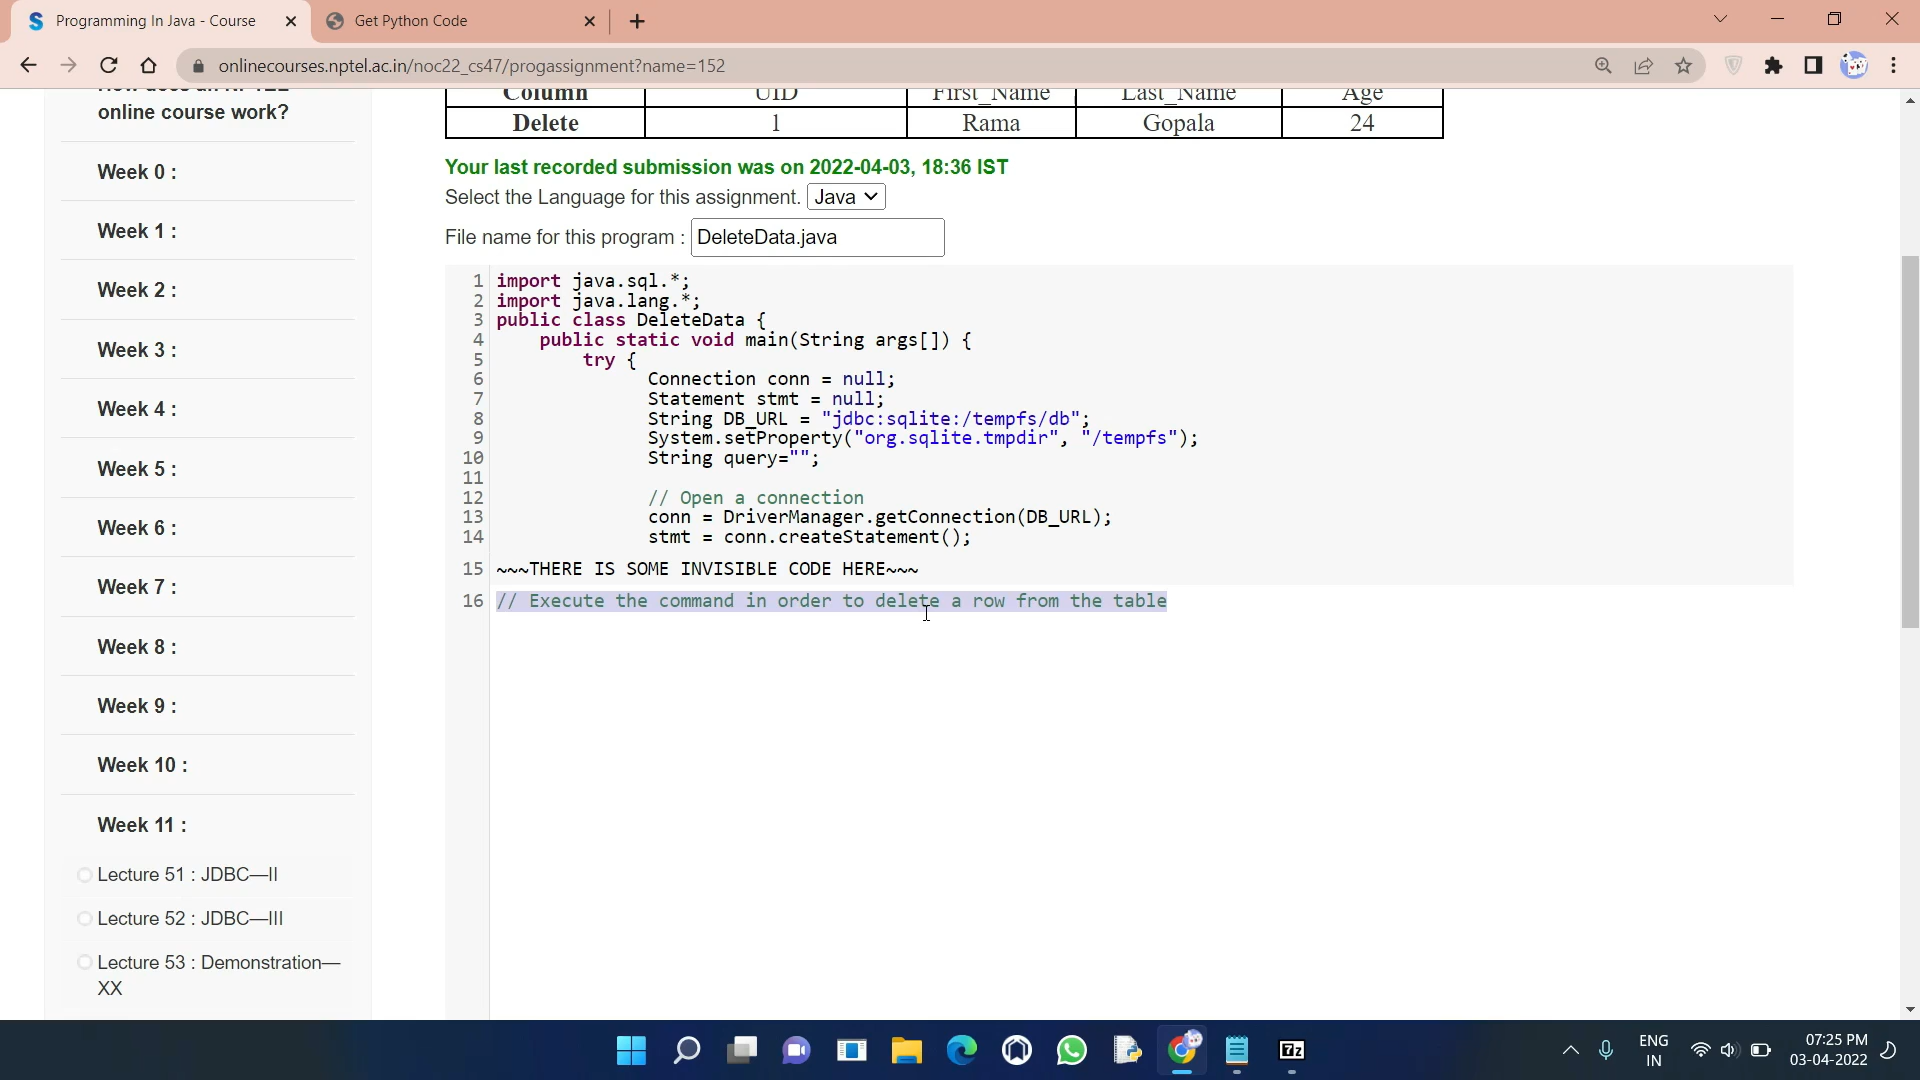 Programming In Java - Course
Get Python Code
onlinecourses.nptel.ac.in/noc22_cs47/progassignment?name=152
online course work?
Week 0 :
Week 1 :
Week 2 :
Week 3 :
Week 4 :
Week 5 :
Week 6 :
Week 7 :
Week 8 :
Week 9 :
Week 10 :
Week 11 :
Lecture 51 : JDBC—II
Lecture 52 : JDBC—III
Lecture 53 : Demonstration—
XX
Column UID First_Name Last_Name Age
Delete 1 Rama Gopala 24
Your last recorded submission was on 2022-04-03, 18:36 IST
Select the Language for this assignment. Java
File name for this program : DeleteData.java
1 import java.sql.*;
2 import java.lang.*;
3 public class DeleteData {
4 public static void main(String args[]) {
5 try {
6 Connection conn = null;
7 Statement stmt = null;
8 String DB_URL = "jdbc:sqlite:/tempfs/db";
9 System.setProperty("org.sqlite.tmpdir", "/tempfs");
10 String query="";
11
12 // Open a connection
13 conn = DriverManager.getConnection(DB_URL);
14 stmt = conn.createStatement();
15 ~~~THERE IS SOME INVISIBLE CODE HERE~~~
16 // Execute the command in order to delete a row from the table
7z
ENG
IN
07:25 PM
03-04-2022